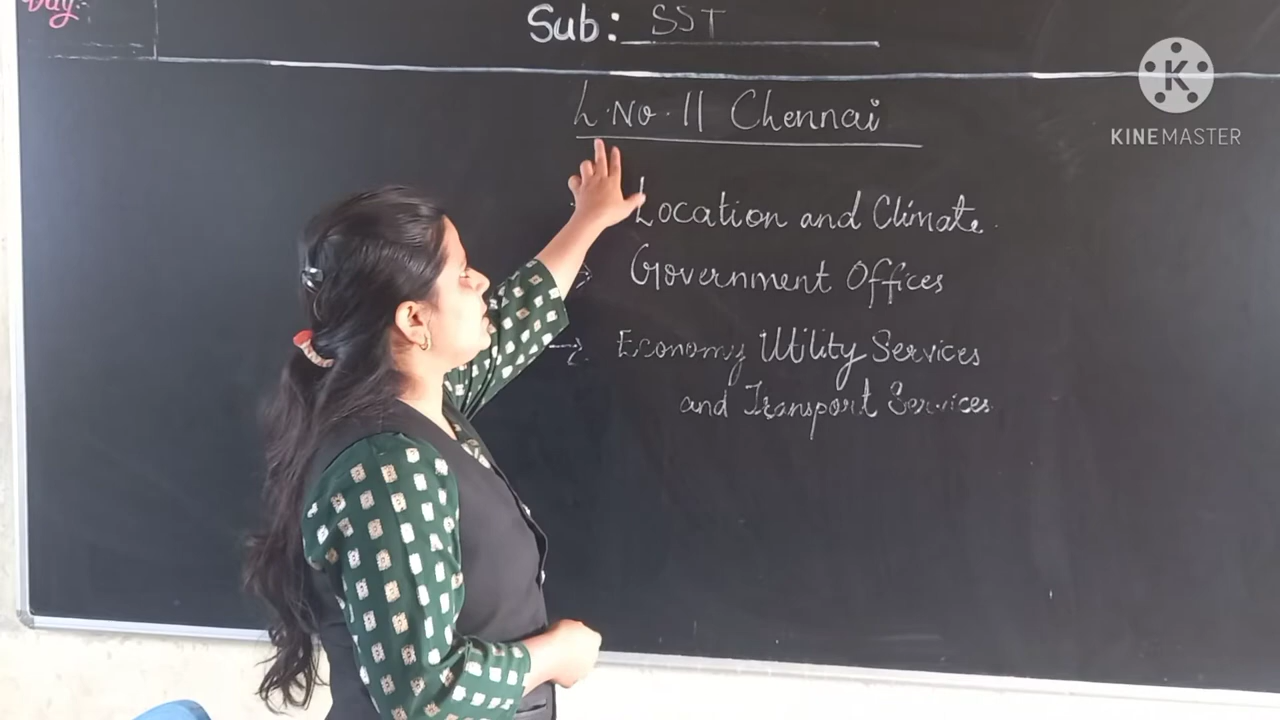 Day:
Sub: SST
L.No.11 Chennai
Location and Climate.
Government Offices
Economy Utility Services
and Transport Services.
KINEMASTER